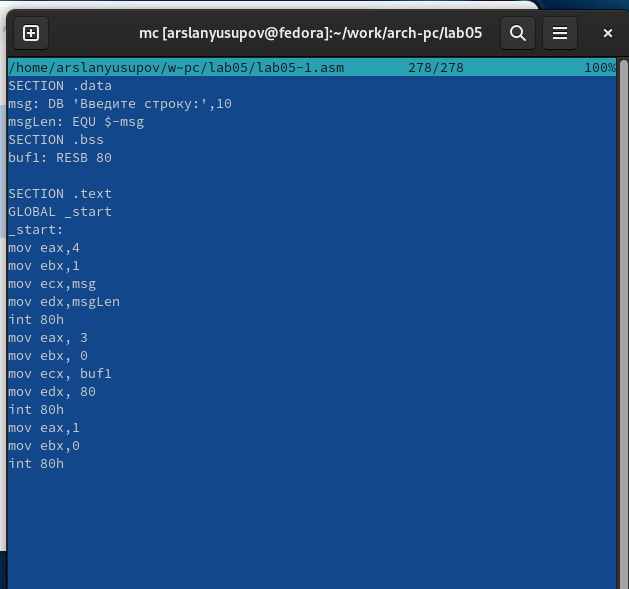 mc [arslanyusupov@fedora]:~/work/arch-pc/lab05
/home/arslanyusupov/w~pc/lab05/lab05-1.asm 278/278 100%
SECTION .data
msg: DB 'Введите строку:',10
msgLen: EQU $-msg
SECTION .bss
buf1: RESB 80
SECTION .text
GLOBAL _start
_start:
mov eax,4
mov ebx,1
mov ecx,msg
mov edx,msgLen
int 80h
mov eax, 3
mov ebx, 0
mov ecx, buf1
mov edx, 80
int 80h
mov eax,1
mov ebx,0
int 80h